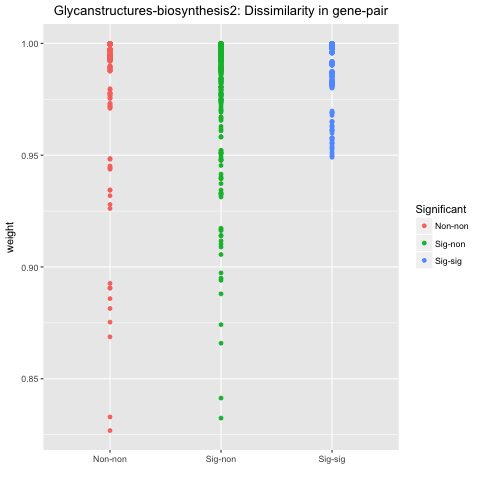 Glycanstructures-biosynthesis2: Dissimilarity in gene-pair
1.00
0.95
0.90
0.85
weight
Non-non
Sig-non
Sig-sig
Significant
Non-non
Sig-non
Sig-sig